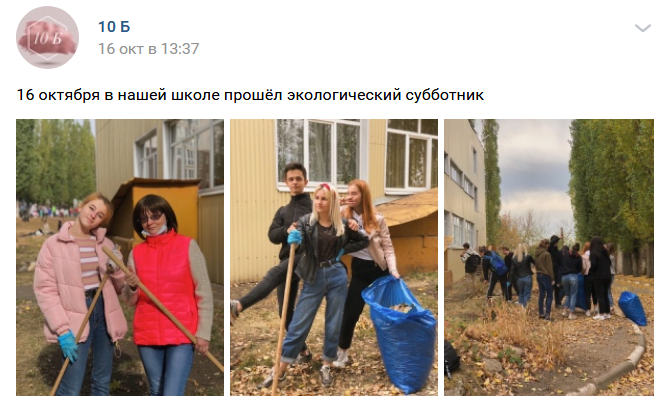 10 Б
10 Б
16 окт в 13:37
16 октября в нашей школе прошёл экологический субботник